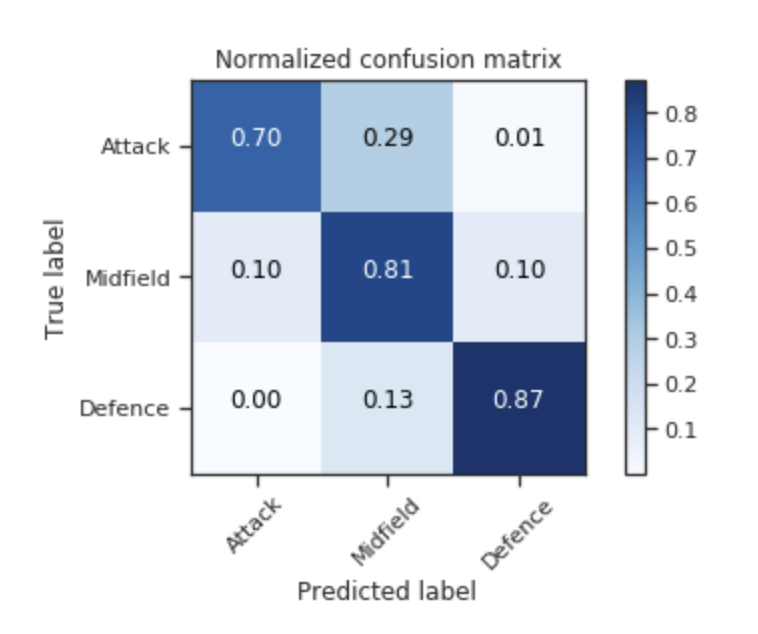 Normalized confusion matrix
True label
Attack
0.70 0.29 0.01
Midfield
0.10 0.81 0.10
Defence
0.00 0.13 0.87
Attack
Midfield
Defence
Predicted label
0.8
0.7
0.6
0.5
0.4
0.3
0.2
0.1